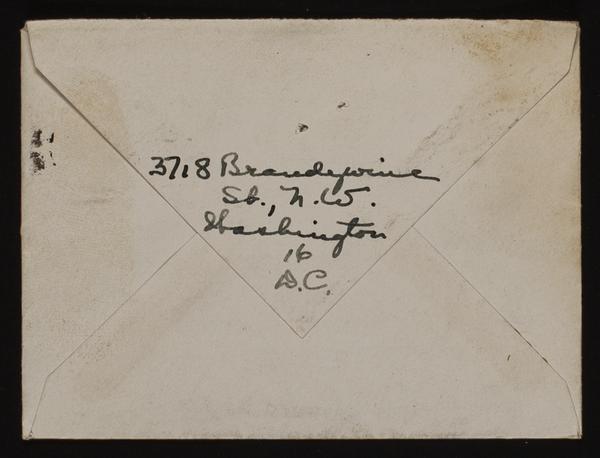 3718 Brandywine
St., N.W.
Washington
16
D.C.